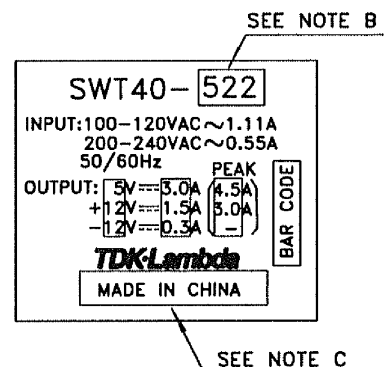 SEE NOTE B
SWT40-522
INPUT:100-120VAC~1.11A
200-240VAC~0.55A
50/60Hz
PEAK
OUTPUT: 5V⎓3.0A (4.5A)
+12V⎓1.5A (3.0A)
-12V⎓0.3A ( - )
BAR CODE
TDK·Lambda
MADE IN CHINA
SEE NOTE C